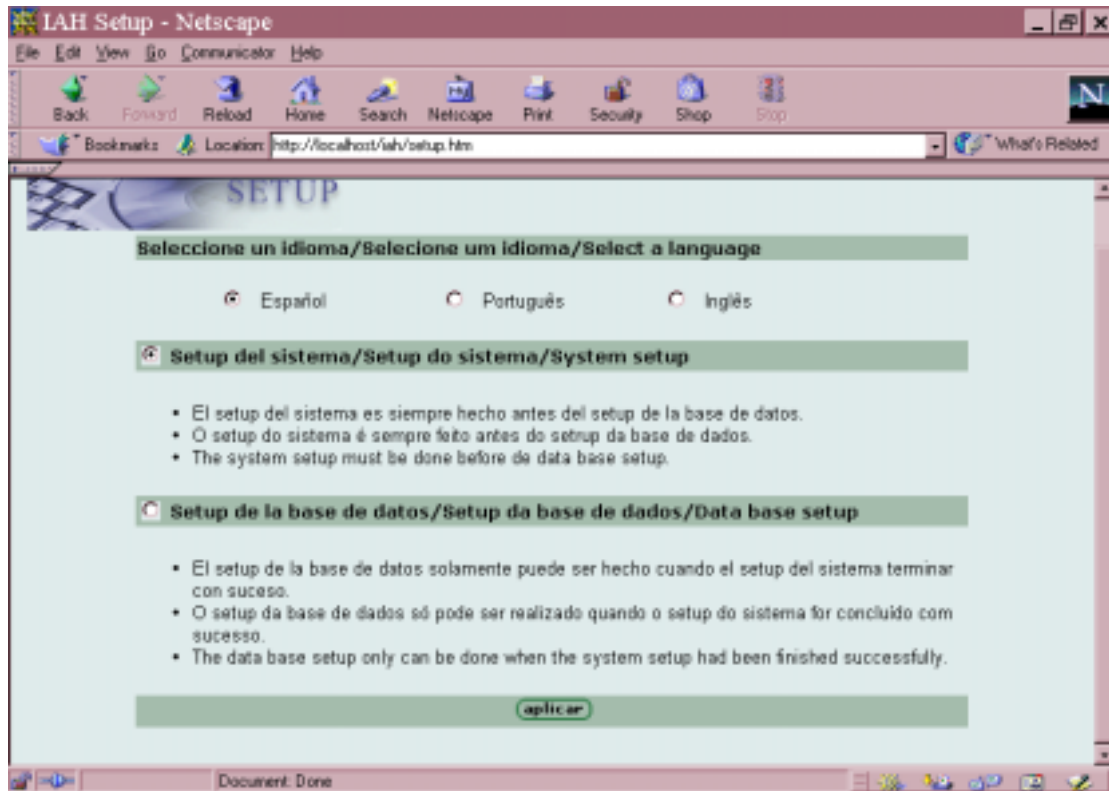 IAH Setup - Netscape
File Edit View Go Communicator Help
Back Forward Reload Home Search Netscape Print Security Shop Stop
Bookmarks Location: http://localhost/iah/setup.htm What's Related
SETUP
Seleccione un idioma/Selecione um idioma/Select a language
Español Português Inglês
Setup del sistema/Setup do sistema/System setup
• El setup del sistema es siempre hecho antes del setup de la base de datos.
• O setup do sistema é sempre feito antes do setrup da base de dados.
• The system setup must be done before de data base setup.
Setup de la base de datos/Setup da base de dados/Data base setup
• El setup de la base de datos solamente puede ser hecho cuando el setup del sistema terminar
con suceso.
• O setup da base de dados só pode ser realizado quando o setup do sistema for concluído com
sucesso.
• The data base setup only can be done when the system setup had been finished successfully.
aplicar
Document: Done